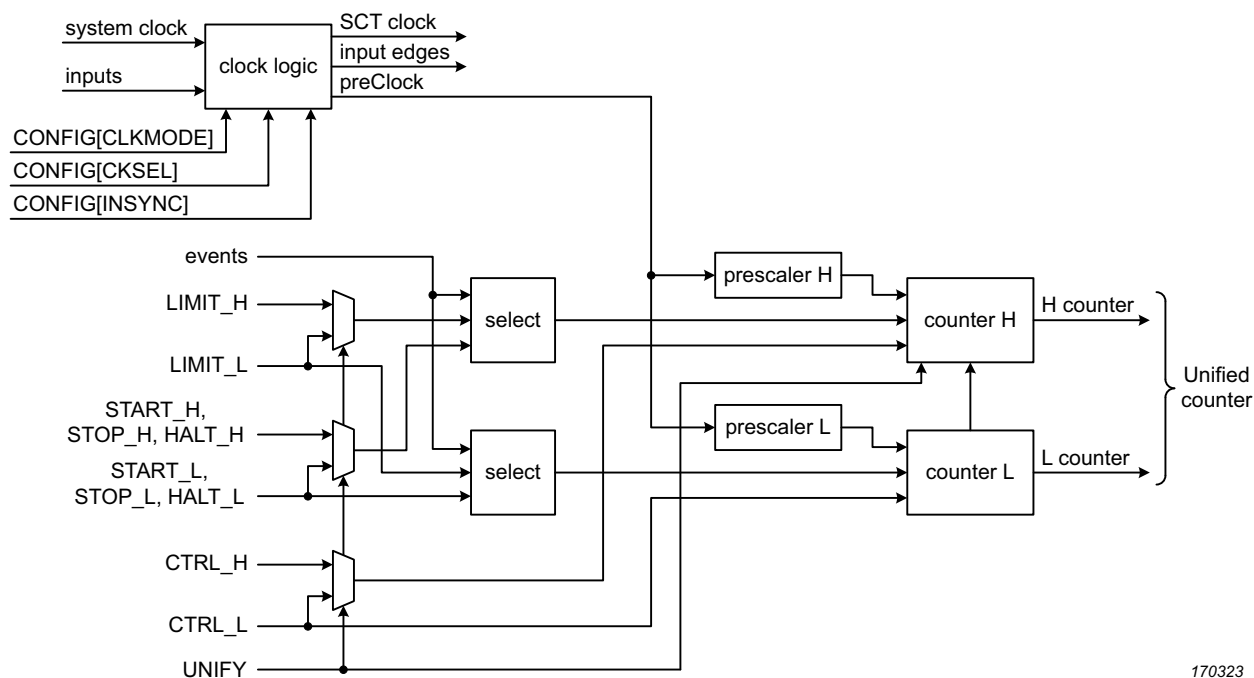 system clock
inputs
clock logic
SCT clock
input edges
preClock
CONFIG[CLKMODE]
CONFIG[CKSEL]
CONFIG[INSYNC]
events
LIMIT_H
LIMIT_L
START_H,
STOP_H, HALT_H
START_L,
STOP_L, HALT_L
CTRL_H
CTRL_L
UNIFY
select
select
prescaler H
prescaler L
counter H
counter L
H counter
L counter
Unified
counter
170323